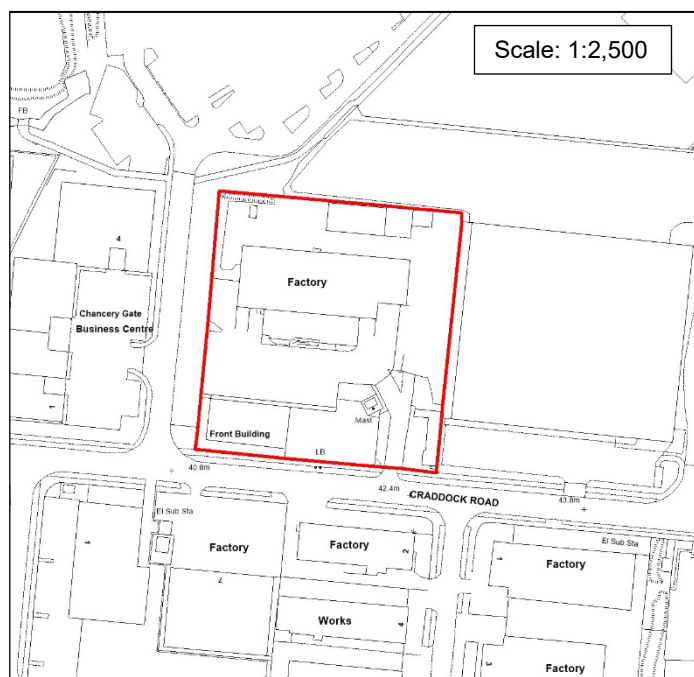 Scale: 1:2,500
FB
4
Factory
Chancery Gate
Business Centre
1
Mast
Front Building
LB
40.8m
42.4m
CRADDOCK ROAD
43.8m
El Sub Sta
El Sub Sta
1
Factory
Factory
2
1
Factory
7
Works
4
3
Factory